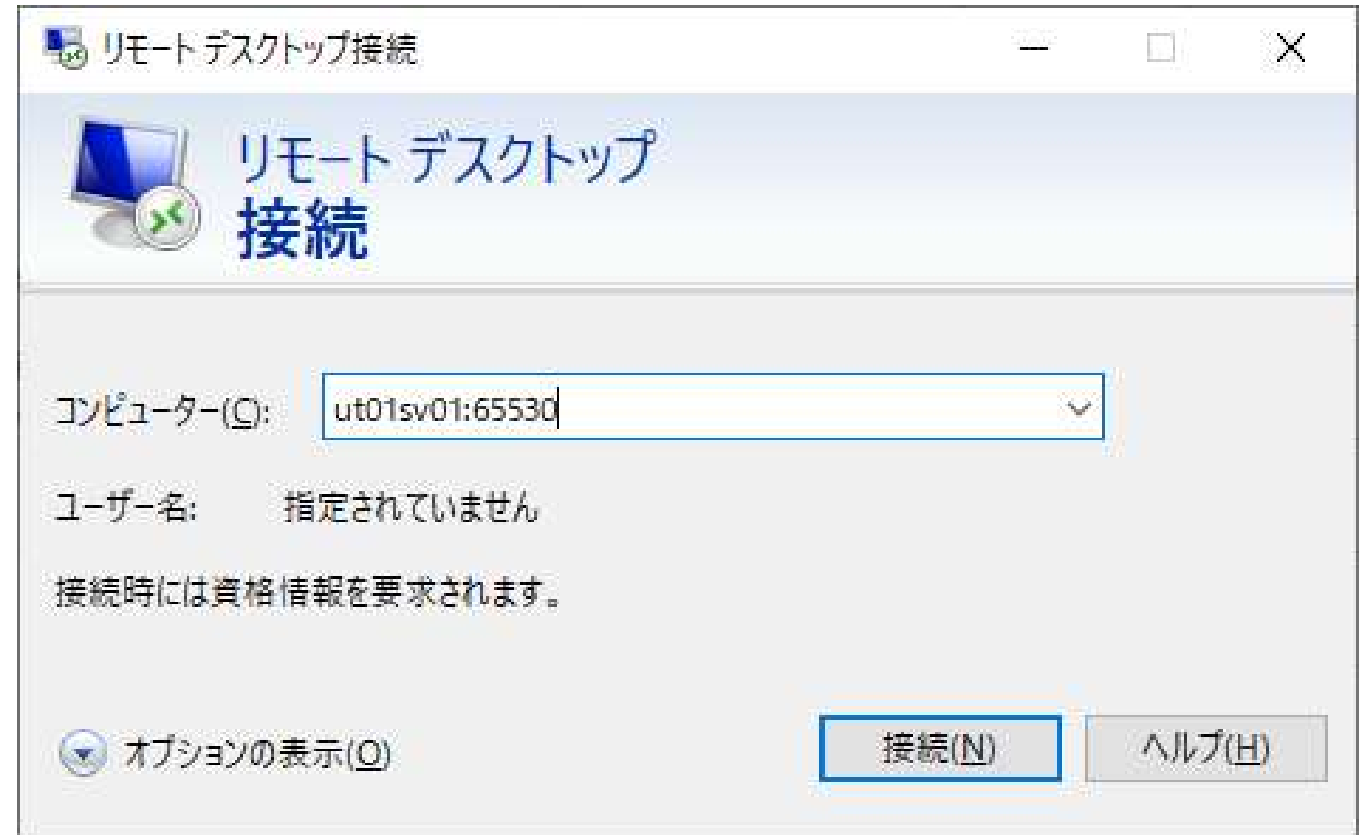 リモート デスクトップ接続
リモート デスクトップ
接続
コンピューター(C): ut01sv01:65530
ユーザー名: 指定されていません
接続時には資格情報を要求されます。
オプションの表示(O) 接続(N) ヘルプ(H)